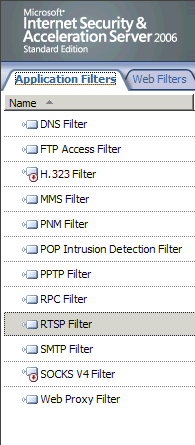 Microsoft®
Internet Security &
Acceleration Server 2006
Standard Edition
Application Filters Web Filters
Name
DNS Filter
FTP Access Filter
H.323 Filter
MMS Filter
PNM Filter
POP Intrusion Detection Filter
PPTP Filter
RPC Filter
RTSP Filter
SMTP Filter
SOCKS V4 Filter
Web Proxy Filter